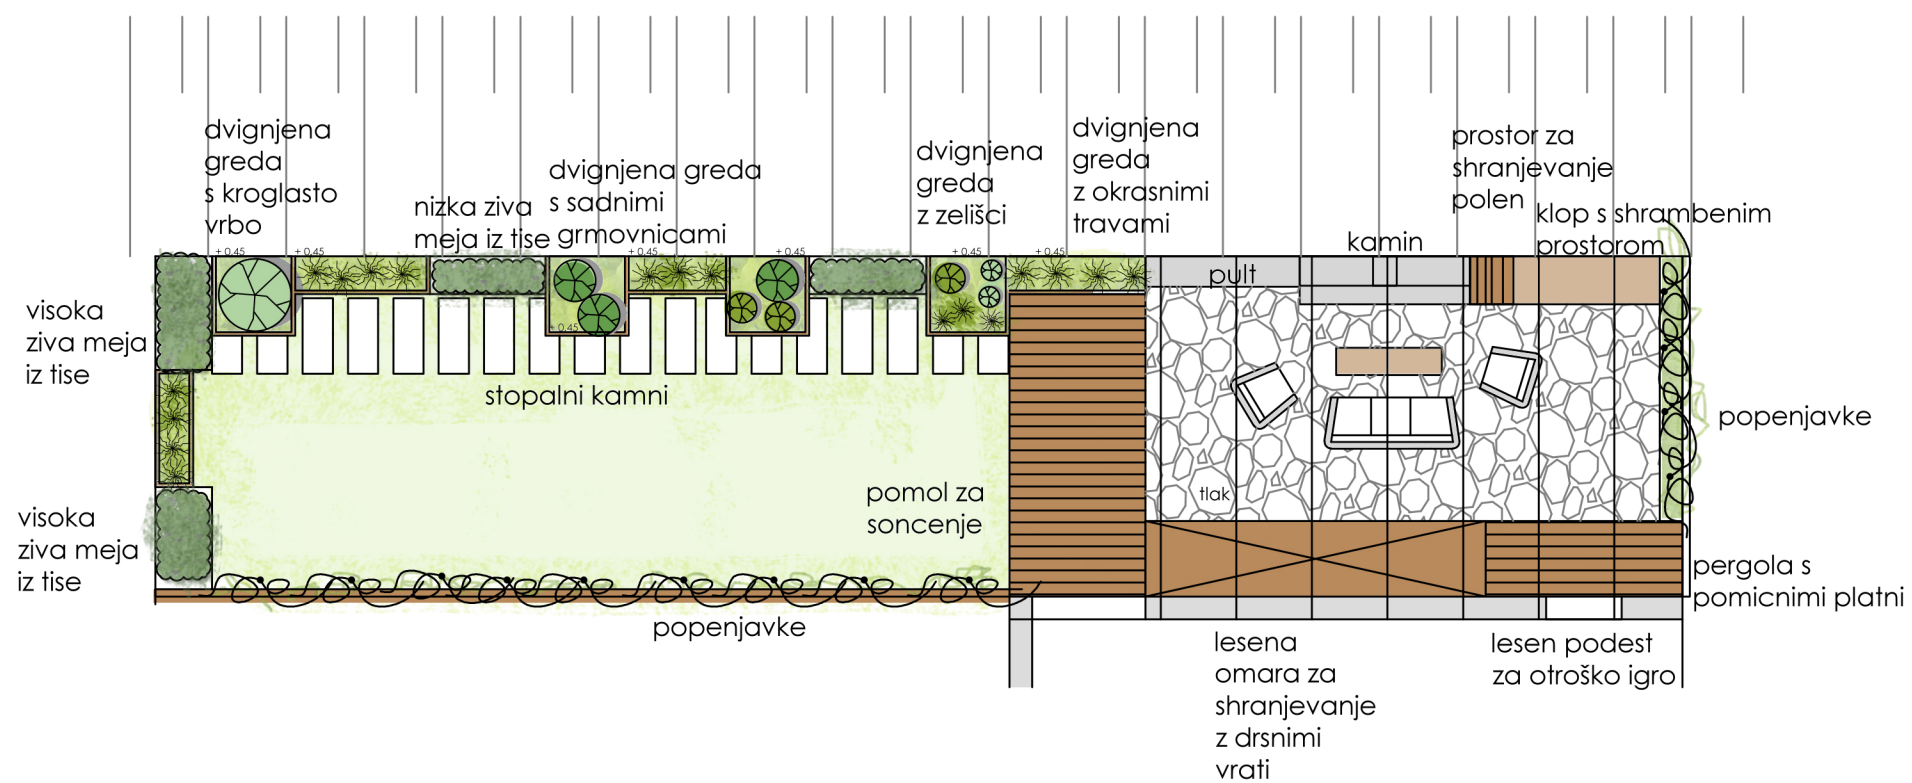 dvignjena
greda
s kroglasto
vrbo
nizka ziva
meja iz tise
dvignjena greda
s sadnimi
grmovnicami
dvignjena
greda
z zelišci
dvignjena
greda
z okrasnimi
travami
prostor za
shranjevanje
polen
klop s shrambenim
prostorom
kamin
pult
+ 0,45
+ 0,45
+ 0,45
+ 0,45
+ 0,45
+ 0,45
+ 0,45
visoka
ziva meja
iz tise
stopalni kamni
popenjavke
pomol za
soncenje
tlak
visoka
ziva meja
iz tise
pergola s
pomicnimi platni
popenjavke
lesena
omara za
shranjevanje
z drsnimi
vrati
lesen podest
za otroško igro